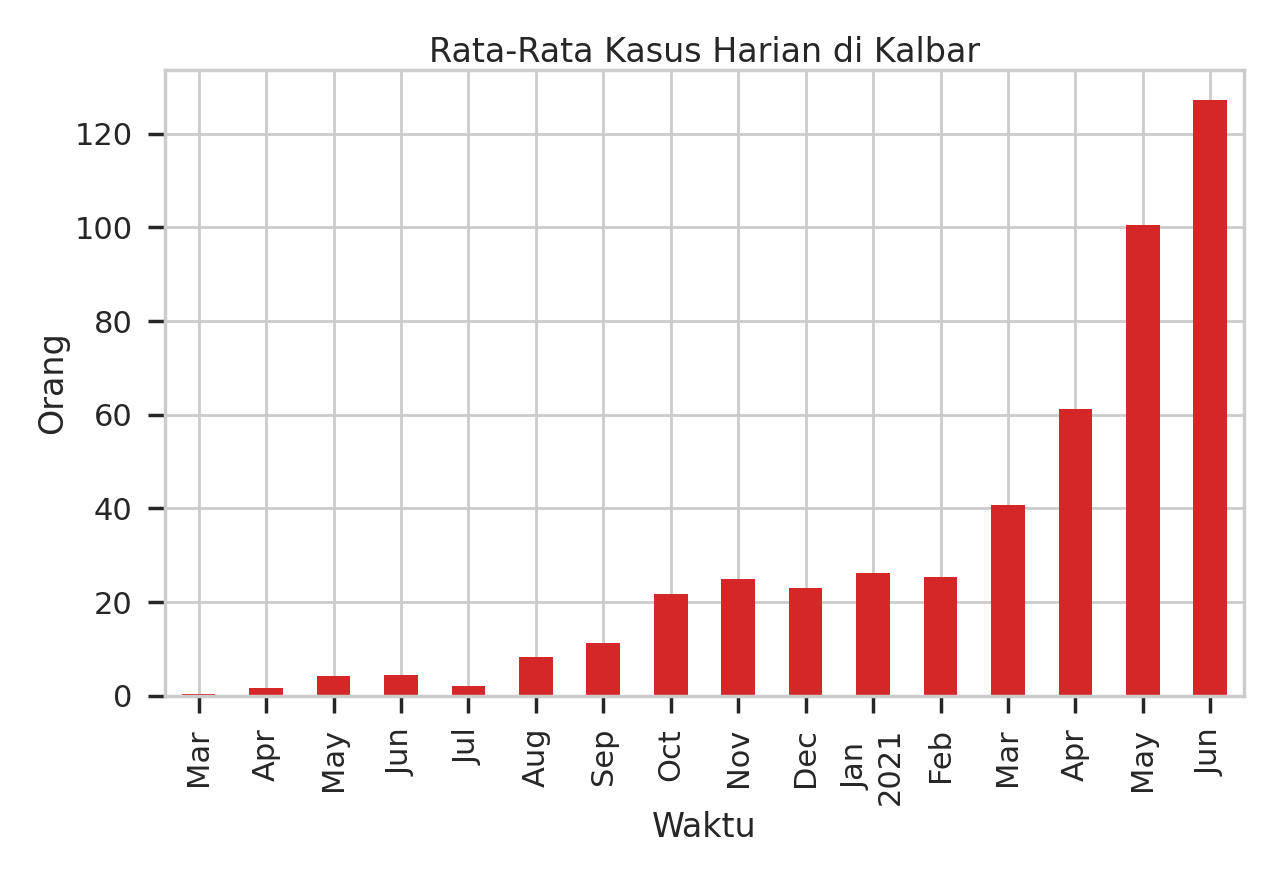 Rata-Rata Kasus Harian di Kalbar
Orang
120
100
80
60
40
20
0
Mar
Apr
May
Jun
Jul
Aug
Sep
Oct
Nov
Dec
Jan
2021
Feb
Mar
Apr
May
Jun
Waktu